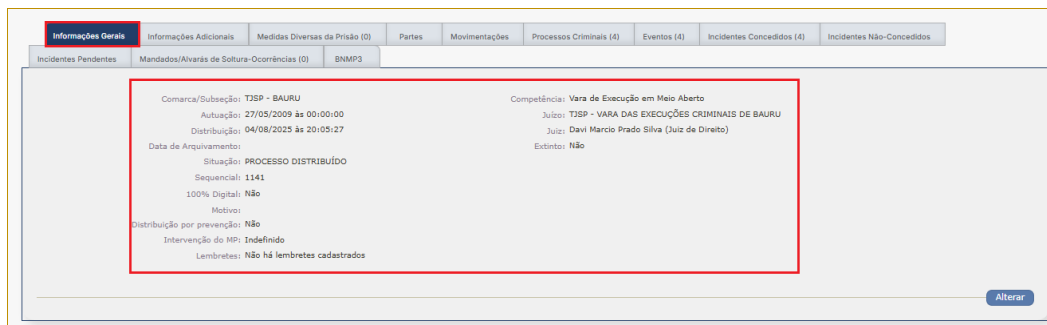 Informações Gerais Informações Adicionais Medidas Diversas da Prisão (0) Partes Movimentações Processos Criminais (4) Eventos (4) Incidentes Concedidos (4) Incidentes Não-Concedidos
Incidentes Pendentes Mandados/Alvarás de Soltura-Ocorrências (0) BNMP3
Comarca/Subseção: TJSP - BAURU Competência: Vara de Execução em Meio Aberto
Autuação: 27/05/2009 às 00:00:00 Juízo: TJSP - VARA DAS EXECUÇÕES CRIMINAIS DE BAURU
Distribuição: 04/08/2025 às 20:05:27 Juiz: Davi Marcio Prado Silva (Juiz de Direito)
Data de Arquivamento: Extinto: Não
Situação: PROCESSO DISTRIBUÍDO
Sequencial: 1141
100% Digital: Não
Motivo:
Distribuição por prevenção: Não
Intervenção do MP: Indefinido
Lembretes: Não há lembretes cadastrados
Alterar